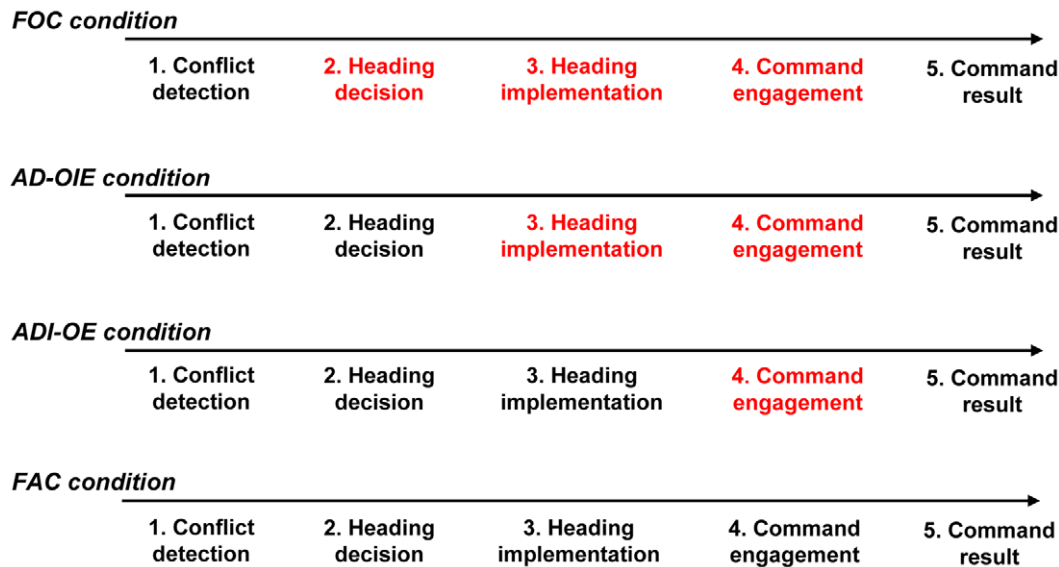 FOC condition
1. Conflict detection
2. Heading decision
3. Heading implementation
4. Command engagement
5. Command result
AD-OIE condition
1. Conflict detection
2. Heading decision
3. Heading implementation
4. Command engagement
5. Command result
ADI-OE condition
1. Conflict detection
2. Heading decision
3. Heading implementation
4. Command engagement
5. Command result
FAC condition
1. Conflict detection
2. Heading decision
3. Heading implementation
4. Command engagement
5. Command result